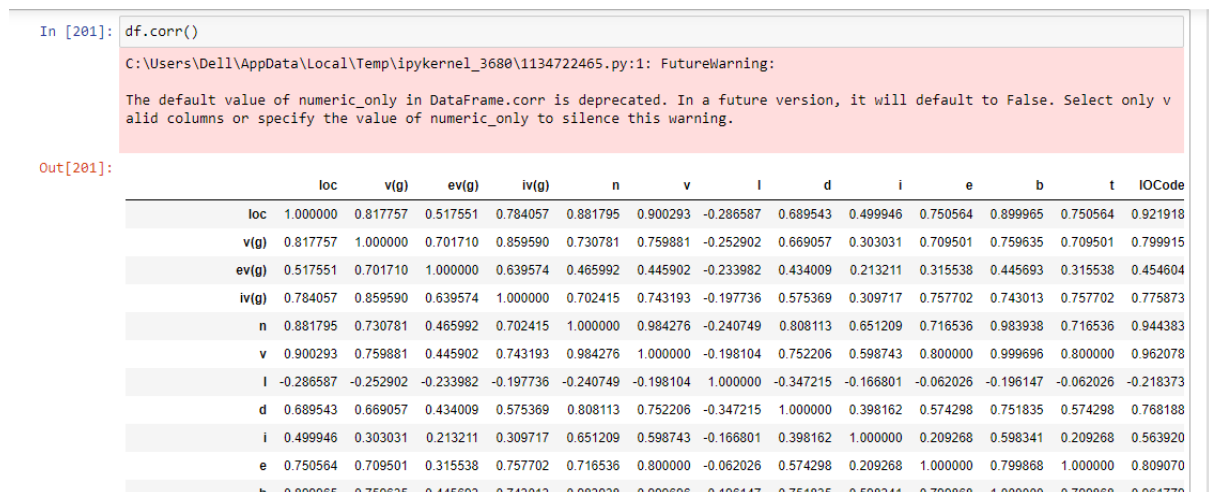 In [201]: df.corr()
C:\Users\Dell\AppData\Local\Temp\ipykernel_3680\1134722465.py:1: FutureWarning:
The default value of numeric_only in DataFrame.corr is deprecated. In a future version, it will default to False. Select only v
alid columns or specify the value of numeric_only to silence this warning.
Out[201]:
loc v(g) ev(g) iv(g) n v l d i e b t lOCode
loc 1.000000 0.817757 0.517551 0.784057 0.881795 0.900293 -0.286587 0.689543 0.499946 0.750564 0.899965 0.750564 0.921918
v(g) 0.817757 1.000000 0.701710 0.859590 0.730781 0.759881 -0.252902 0.669057 0.303031 0.709501 0.759635 0.709501 0.799915
ev(g) 0.517551 0.701710 1.000000 0.639574 0.465992 0.445902 -0.233982 0.434009 0.213211 0.315538 0.445693 0.315538 0.454604
iv(g) 0.784057 0.859590 0.639574 1.000000 0.702415 0.743193 -0.197736 0.575369 0.309717 0.757702 0.743013 0.757702 0.775873
n 0.881795 0.730781 0.465992 0.702415 1.000000 0.984276 -0.240749 0.808113 0.651209 0.716536 0.983938 0.716536 0.944383
v 0.900293 0.759881 0.445902 0.743193 0.984276 1.000000 -0.198104 0.752206 0.598743 0.800000 0.999696 0.800000 0.962078
l -0.286587 -0.252902 -0.233982 -0.197736 -0.240749 -0.198104 1.000000 -0.347215 -0.166801 -0.062026 -0.196147 -0.062026 -0.218373
d 0.689543 0.669057 0.434009 0.575369 0.808113 0.752206 -0.347215 1.000000 0.398162 0.574298 0.751835 0.574298 0.768188
i 0.499946 0.303031 0.213211 0.309717 0.651209 0.598743 -0.166801 0.398162 1.000000 0.209268 0.598341 0.209268 0.563920
e 0.750564 0.709501 0.315538 0.757702 0.716536 0.800000 -0.062026 0.574298 0.209268 1.000000 0.799868 1.000000 0.809070